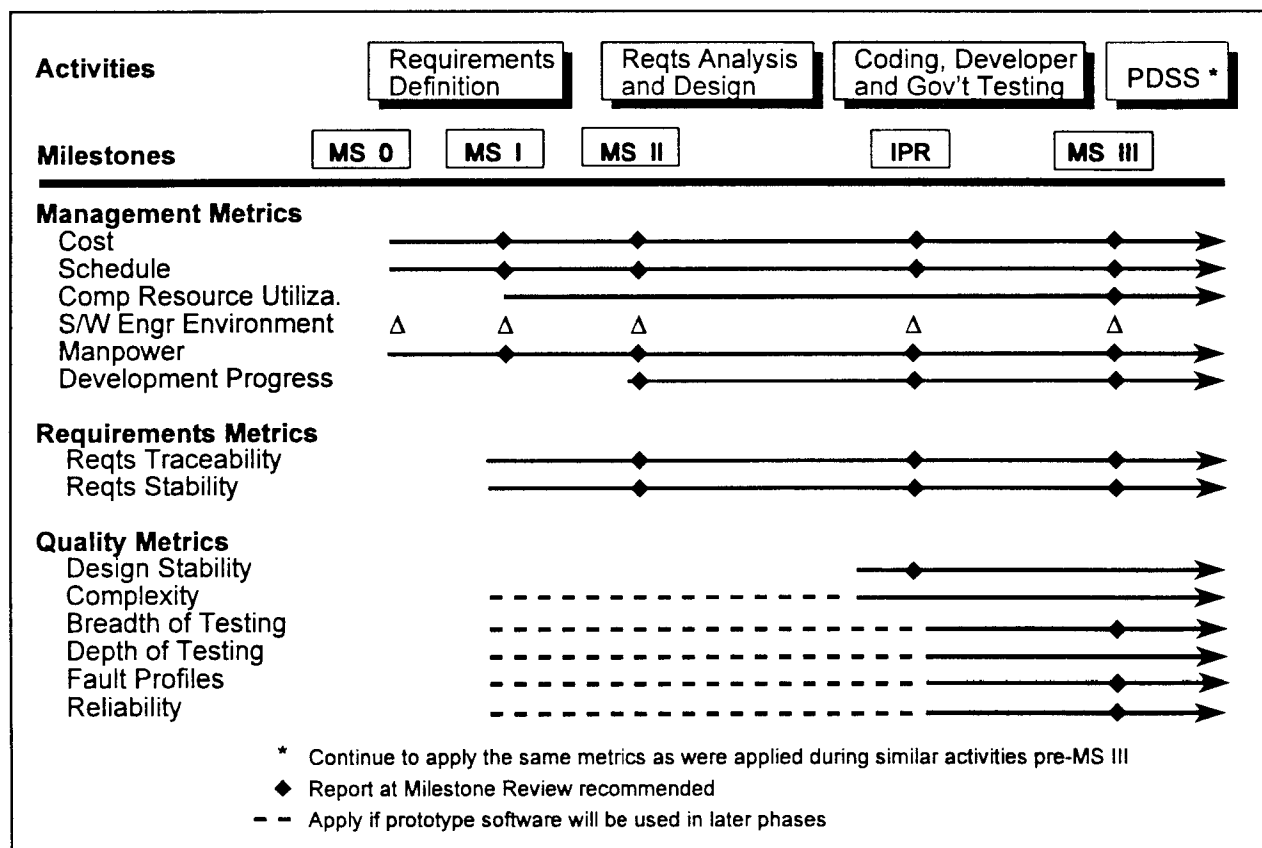 Activities
Requirements
Definition
Reqts Analysis
and Design
Coding, Developer
and Gov't Testing
PDSS *
Milestones
MS 0
MS I
MS II
IPR
MS III
Management Metrics
Cost
Schedule
Comp Resource Utiliza.
S/W Engr Environment Δ Δ Δ Δ Δ
Manpower
Development Progress
Requirements Metrics
Reqts Traceability
Reqts Stability
Quality Metrics
Design Stability
Complexity
Breadth of Testing
Depth of Testing
Fault Profiles
Reliability
* Continue to apply the same metrics as were applied during similar activities pre-MS III
◆ Report at Milestone Review recommended
– – Apply if prototype software will be used in later phases